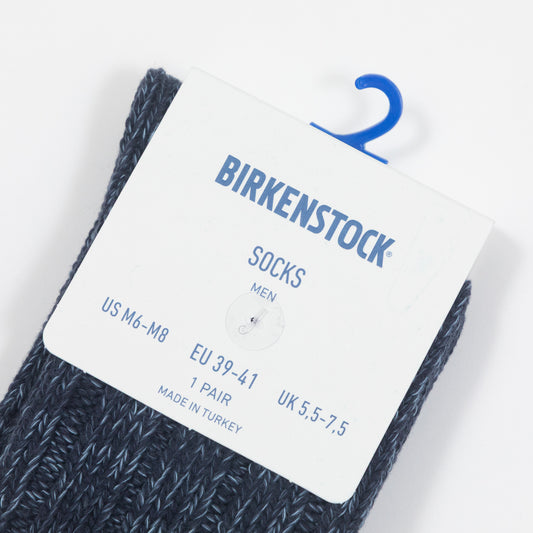 BIRKENSTOCK®
SOCKS
MEN
US M6-M8 EU 39-41 UK 5,5-7,5
1 PAIR
MADE IN TURKEY